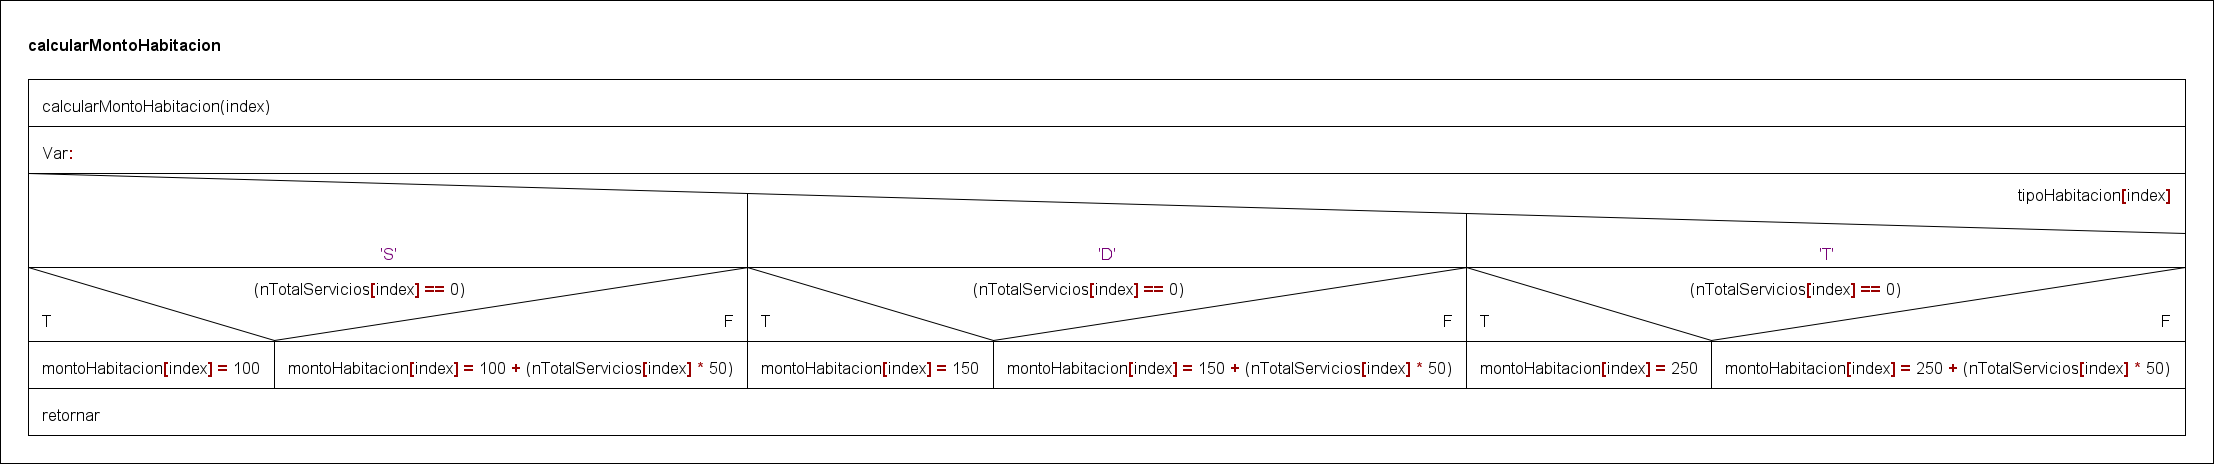 calcularMontoHabitacion
calcularMontoHabitacion(index)
Var:
tipoHabitacion[index]
'S' 'D' 'T'
(nTotalServicios[index] == 0) (nTotalServicios[index] == 0) (nTotalServicios[index] == 0)
T F T F T F
montoHabitacion[index] = 100 montoHabitacion[index] = 100 + (nTotalServicios[index] * 50) montoHabitacion[index] = 150 montoHabitacion[index] = 150 + (nTotalServicios[index] * 50) montoHabitacion[index] = 250 montoHabitacion[index] = 250 + (nTotalServicios[index] * 50)
retornar